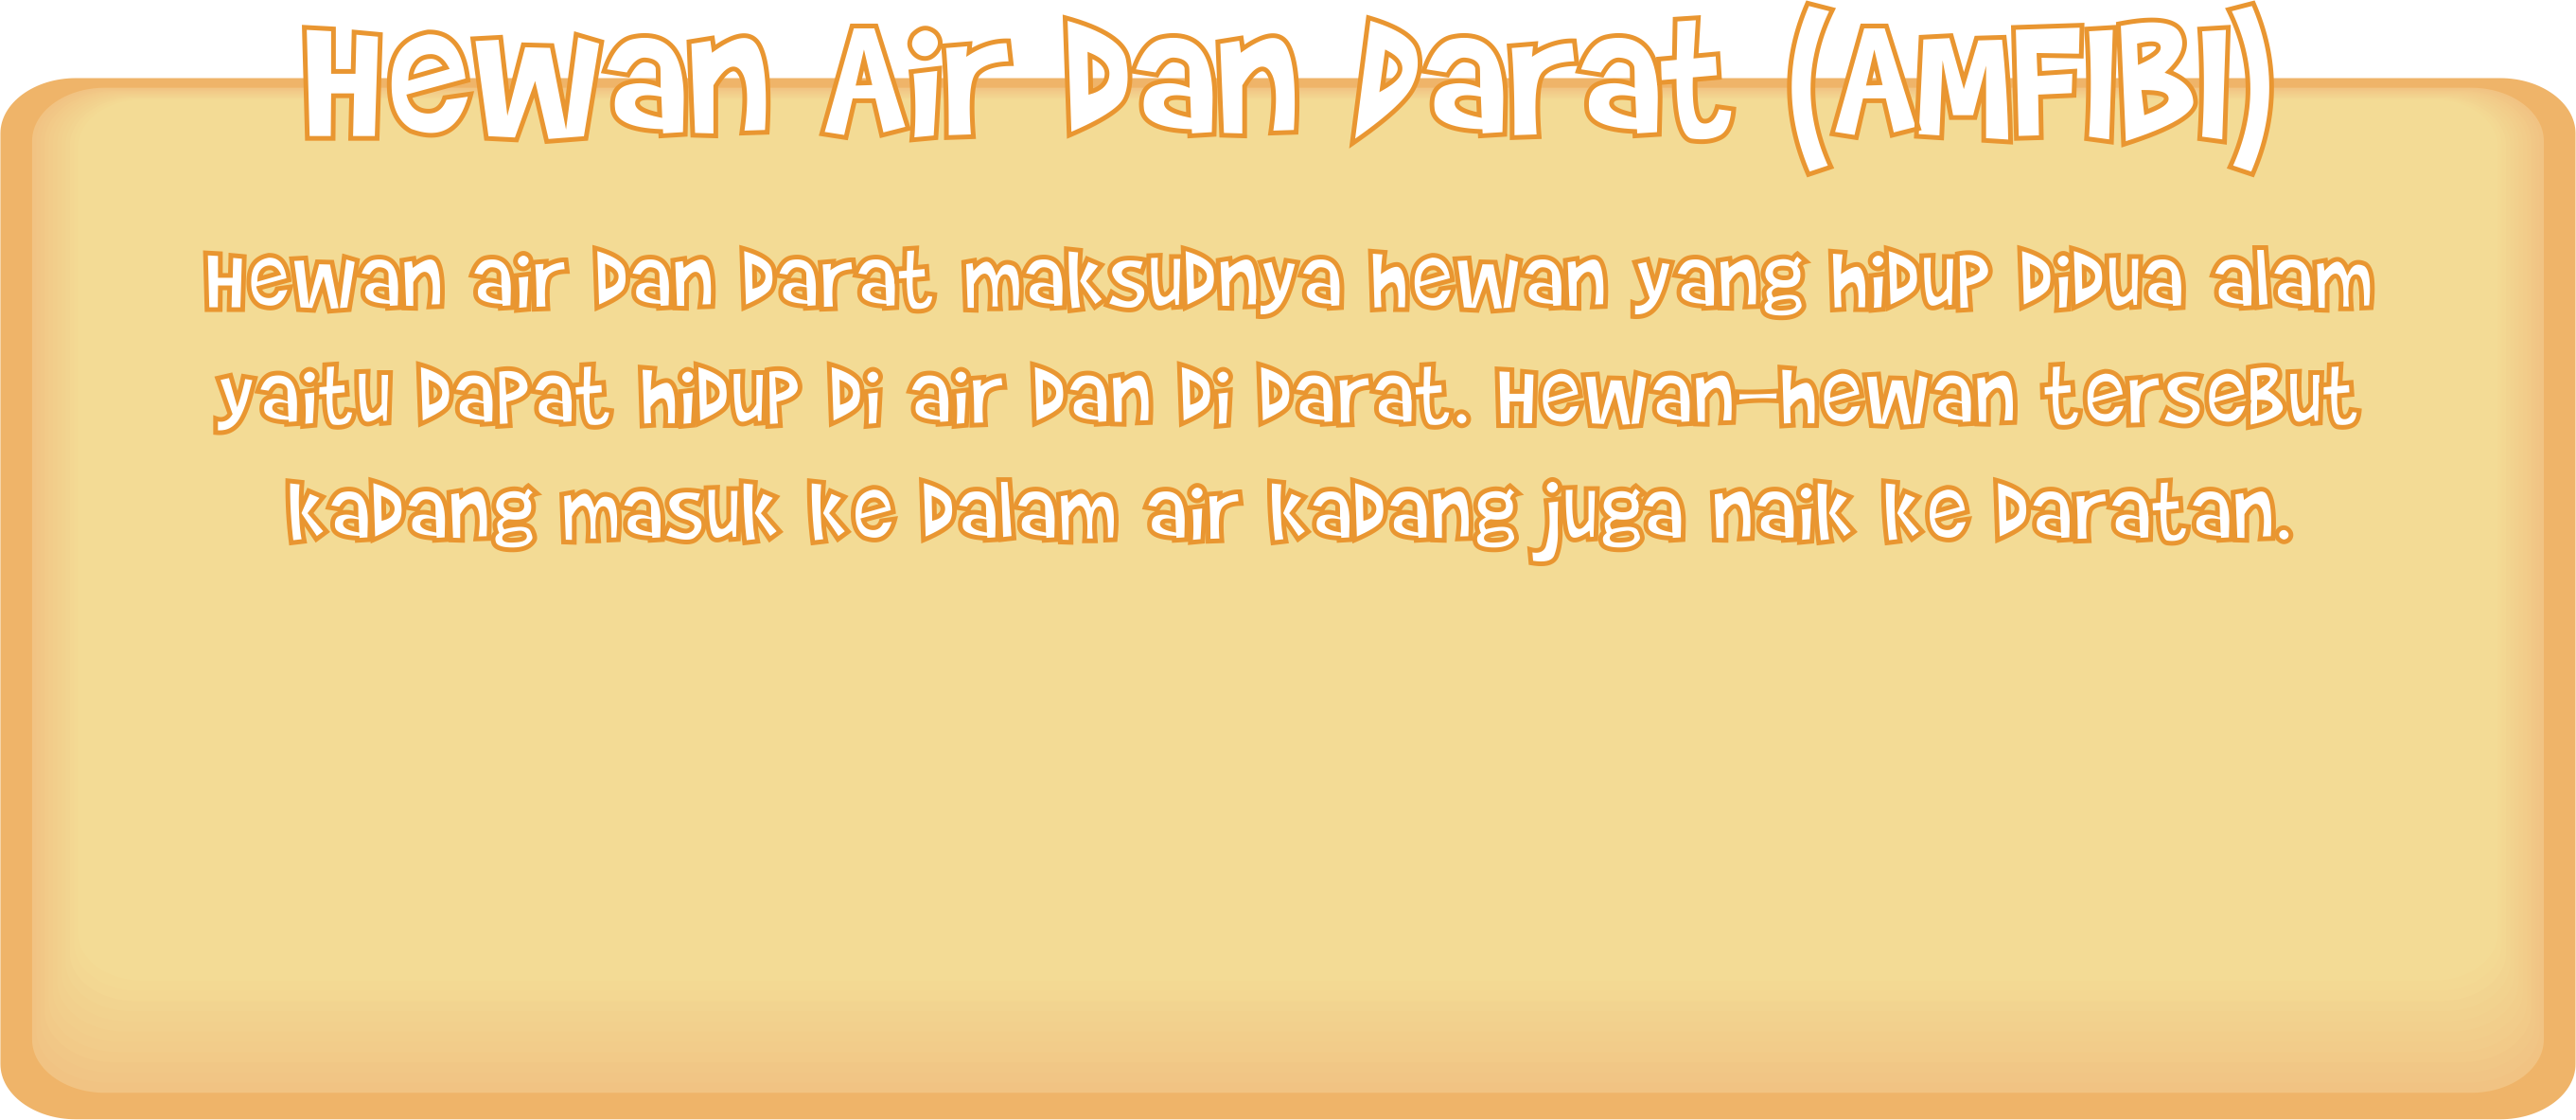 Hewan Air Dan Darat (AMFIBI)
Hewan air dan darat maksudnya hewan yang hidup didua alam
yaitu dapat hidup di air dan di darat. Hewan-hewan tersebut
kadang masuk ke dalam air kadang juga naik ke daratan.